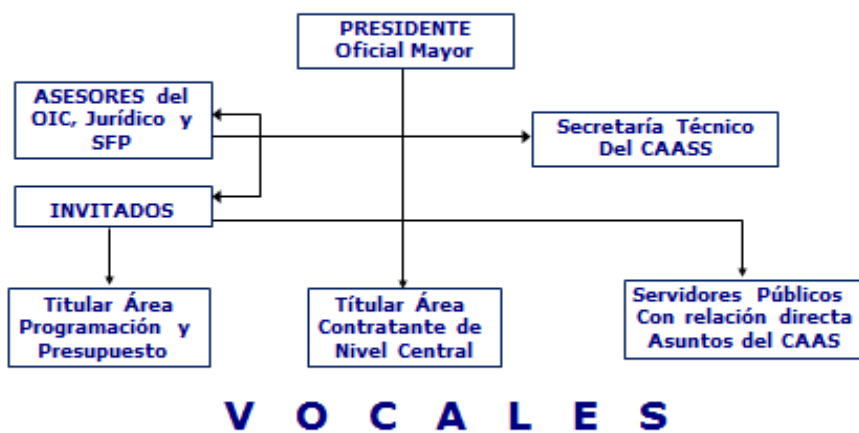 PRESIDENTE
Oficial Mayor
ASESORES del
OIC, Jurídico y
SFP
Secretaría Técnico
Del CAASS
INVITADOS
Titular Área
Programación y
Presupuesto
Títular Área
Contratante de
Nivel Central
Servidores Públicos
Con relación directa
Asuntos del CAAS
V O C A L E S